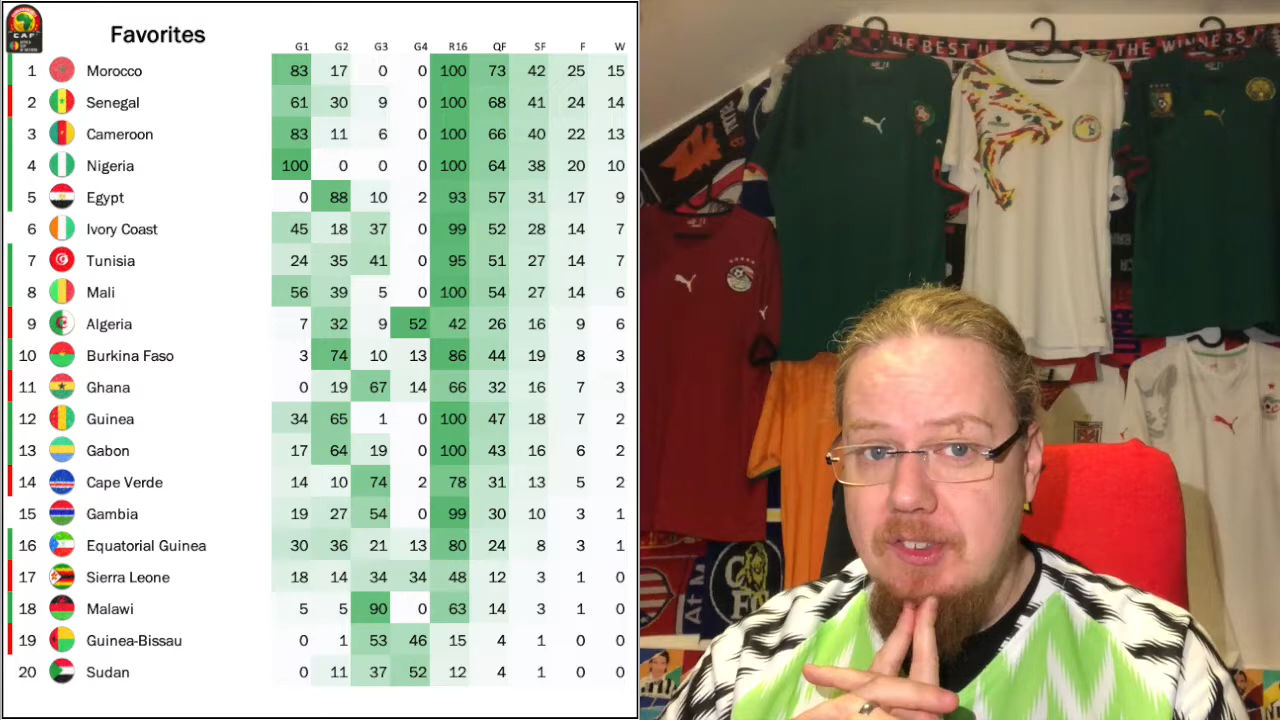 CAF
Favorites
G1 G2 G3 G4 R16 QF SF F W
1 Morocco 83 17 0 0 100 73 42 25 15
2 Senegal 61 30 9 0 100 68 41 24 14
3 Cameroon 83 11 6 0 100 66 40 22 13
4 Nigeria 100 0 0 0 100 64 38 20 10
5 Egypt 0 88 10 2 93 57 31 17 9
6 Ivory Coast 45 18 37 0 99 52 28 14 7
7 Tunisia 24 35 41 0 95 51 27 14 7
8 Mali 56 39 5 0 100 54 27 14 6
9 Algeria 7 32 9 52 42 26 16 9 6
10 Burkina Faso 3 74 10 13 86 44 19 8 3
11 Ghana 0 19 67 14 66 32 16 7 3
12 Guinea 34 65 1 0 100 47 18 7 2
13 Gabon 17 64 19 0 100 43 16 6 2
14 Cape Verde 14 10 74 2 78 31 13 5 2
15 Gambia 19 27 54 0 99 30 10 3 1
16 Equatorial Guinea 30 36 21 13 80 24 8 3 1
17 Sierra Leone 18 14 34 34 48 12 3 1 0
18 Malawi 5 5 90 0 63 14 3 1 0
19 Guinea-Bissau 0 1 53 46 15 4 1 0 0
20 Sudan 0 11 37 52 12 4 1 0 0
THE BEST
THE WINNERS